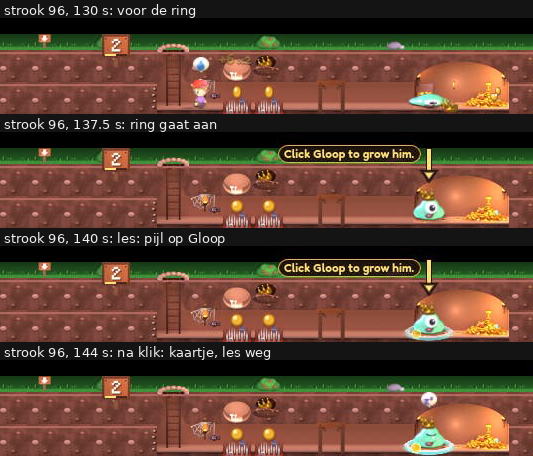 strook 96, 130 s: voor de ring
2
strook 96, 137.5 s: ring gaat aan
Click Gloop to grow him.
2
strook 96, 140 s: les: pijl op Gloop
Click Gloop to grow him.
2
strook 96, 144 s: na klik: kaartje, les weg
2